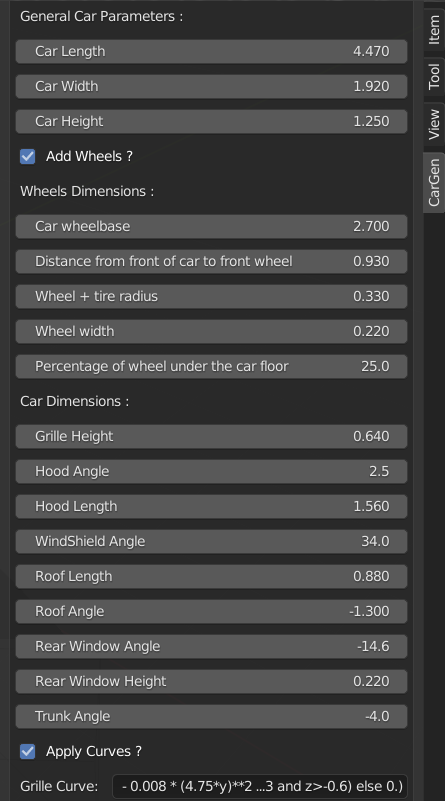 General Car Parameters :
Car Length 4.470
Car Width 1.920
Car Height 1.250
Add Wheels ?
Wheels Dimensions :
Car wheelbase 2.700
Distance from front of car to front wheel 0.930
Wheel + tire radius 0.330
Wheel width 0.220
Percentage of wheel under the car floor 25.0
Car Dimensions :
Grille Height 0.640
Hood Angle 2.5
Hood Length 1.560
WindShield Angle 34.0
Roof Length 0.880
Roof Angle -1.300
Rear Window Angle -14.6
Rear Window Height 0.220
Trunk Angle -4.0
Apply Curves ?
Grille Curve: - 0.008 * (4.75*y)**2 ...3 and z>-0.6) else 0.)
Item
Tool
View
CarGen